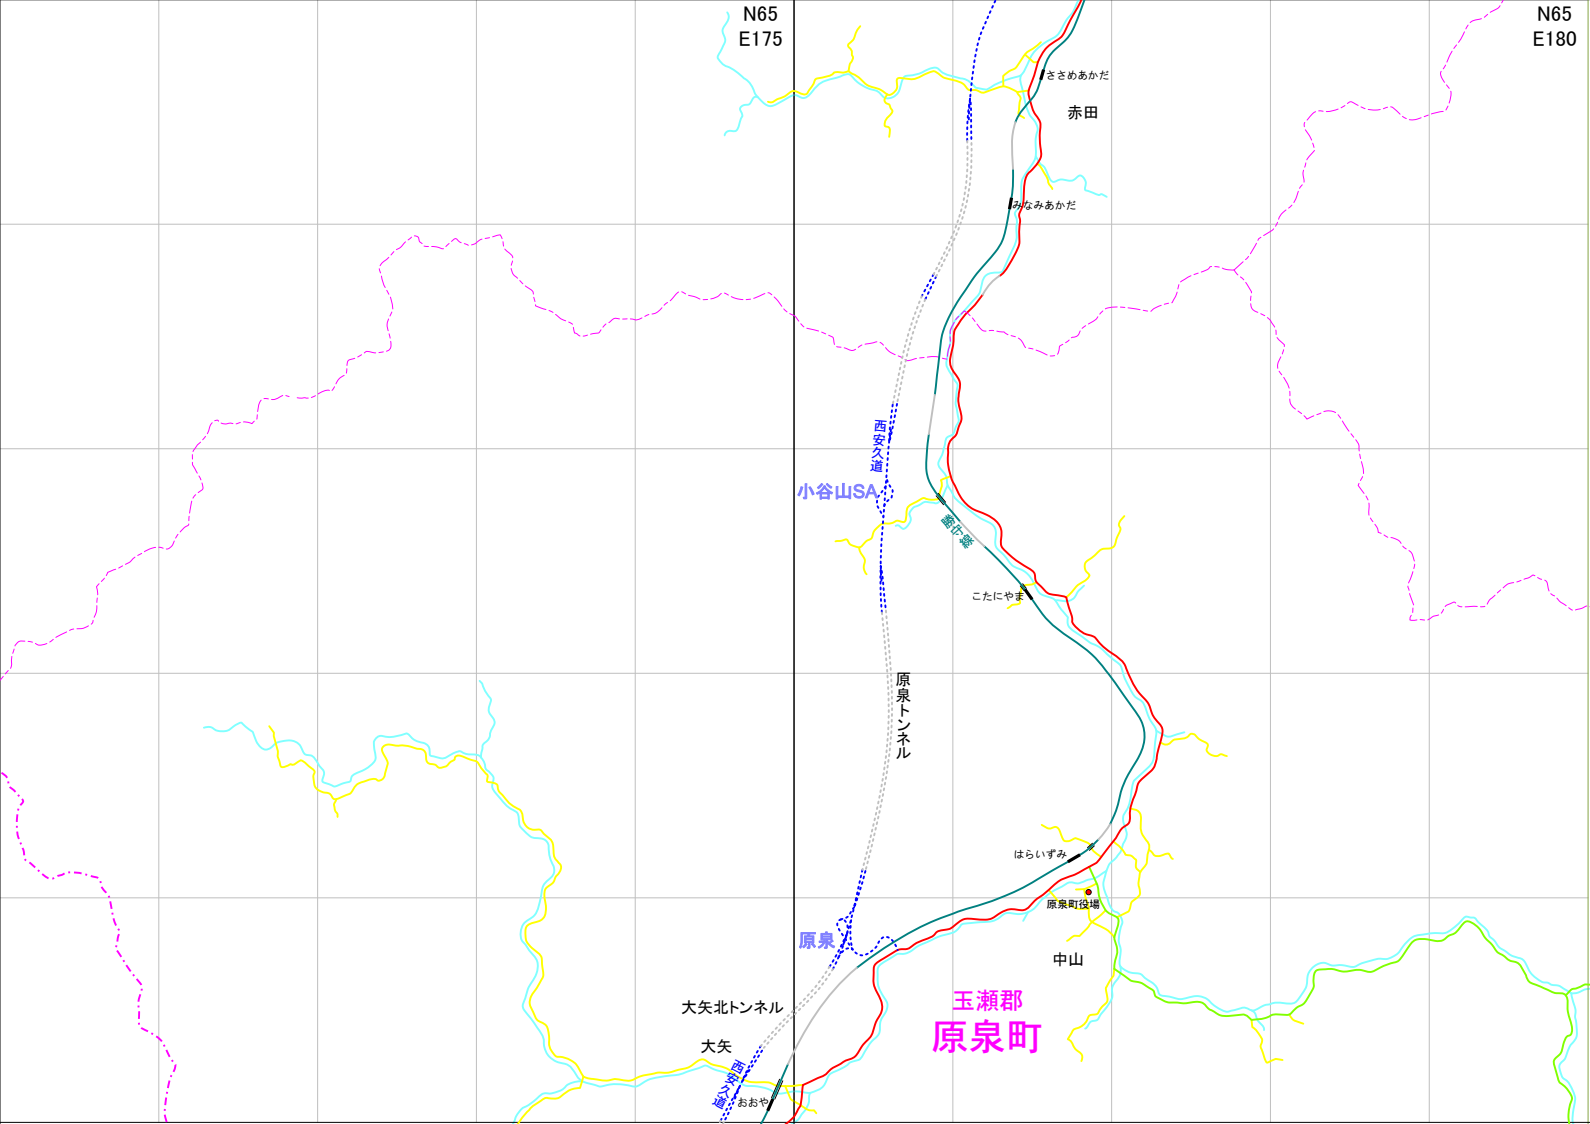 N65
E175
N65
E180
ささめあかだ
赤田
みなみあかだ
西安久道
小谷山SA
勝守線
こたにやま
原泉トンネル
はらいずみ
原泉町役場
原泉
中山
玉瀬郡
原泉町
大矢北トンネル
大矢
西安久道
おおや